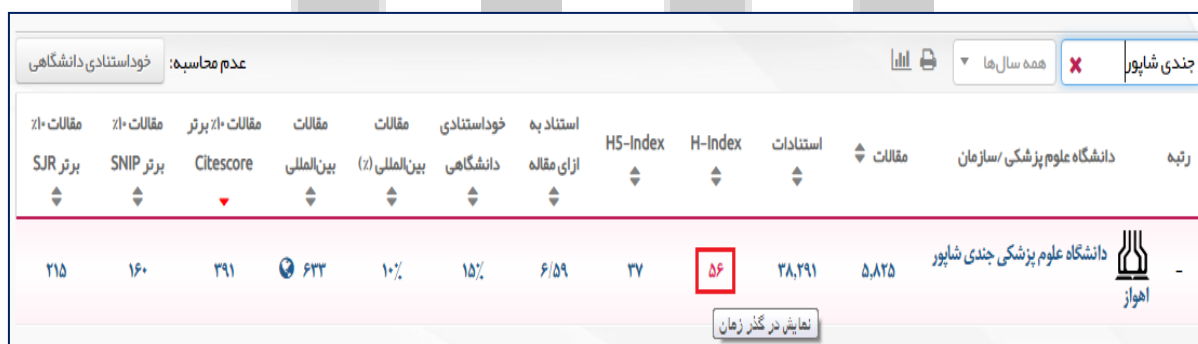 جندی شاپور
همه سال‌ها
عدم محاسبه: خوداستنادی دانشگاهی
رتبه
دانشگاه علوم پزشکی /سازمان
مقالات
استنادات
H-Index
H5-Index
استناد به
ازای مقاله
خوداستنادی
دانشگاهی
مقالات
بین‌المللی (٪)
مقالات
بین‌المللی
مقالات ۱۰٪ برتر
Citescore
مقالات ۱۰٪
برتر SNIP
مقالات ۱۰٪
برتر SJR
-
دانشگاه علوم پزشکی جندی شاپور
اهواز
۵,۸۲۵
۳۸,۲۹۱
۵۶
۳۷
۶/۵۹
۱۵٪
۱۰٪
۶۳۳
۳۹۱
۱۶۰
۲۱۵
نمایش در گذر زمان